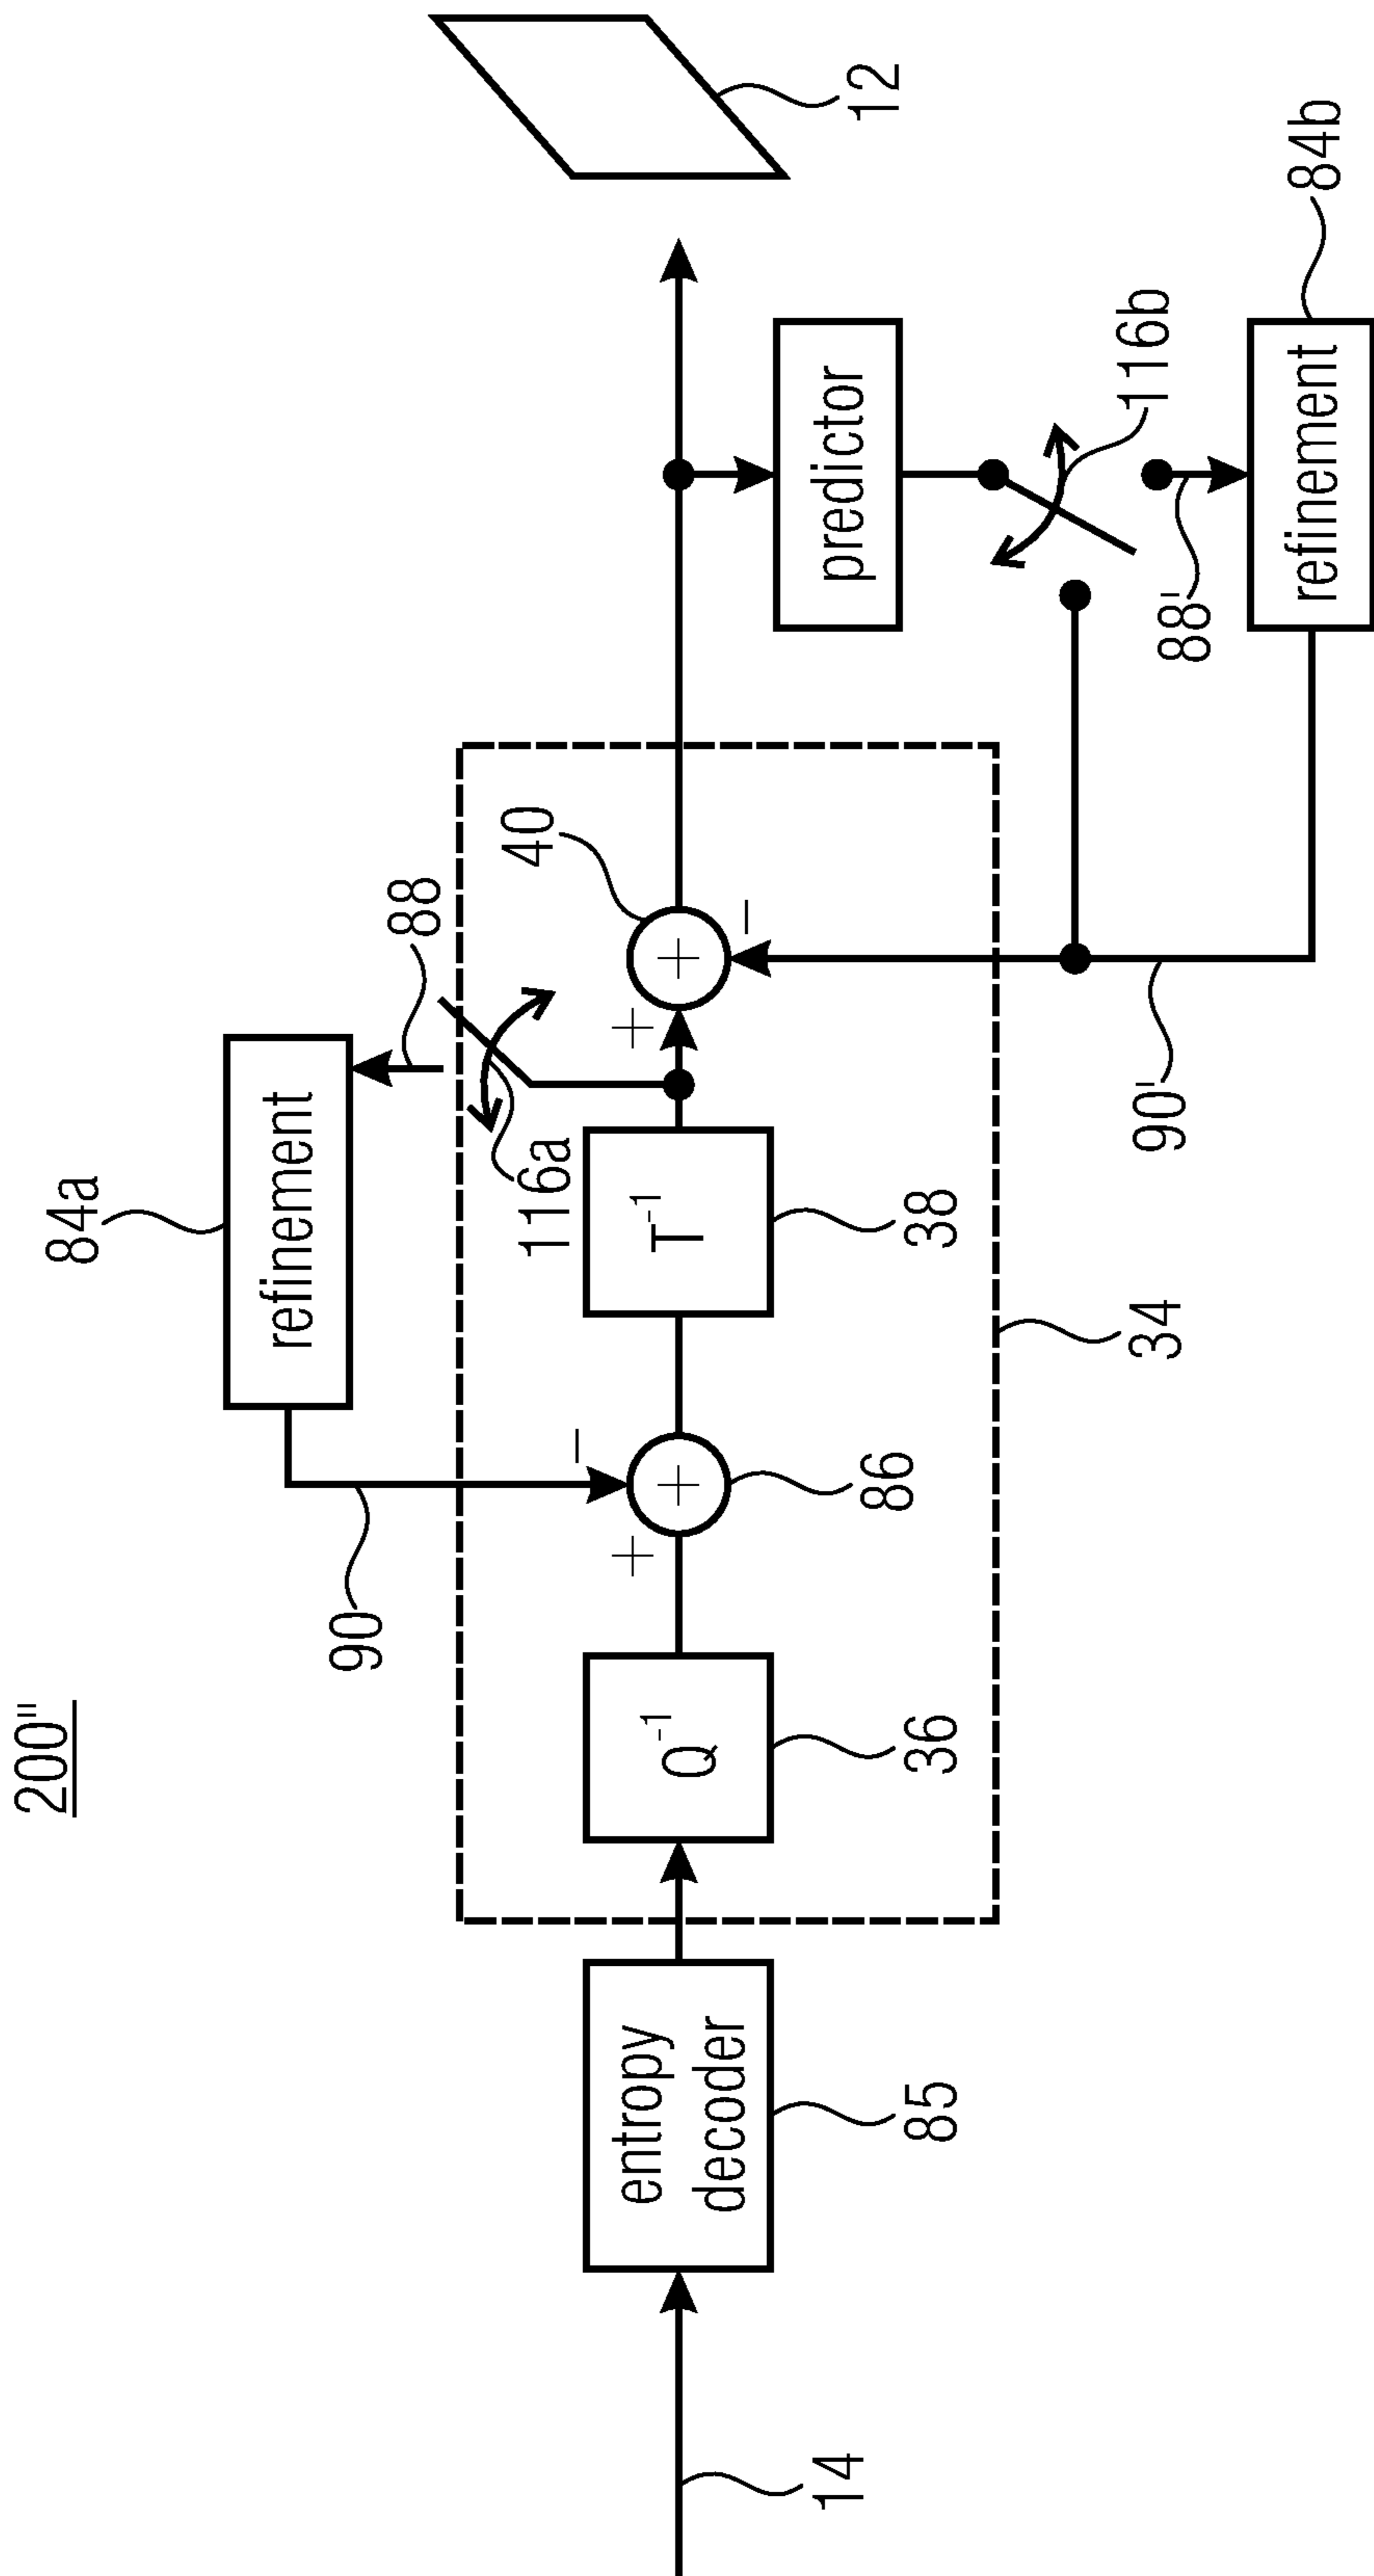 200"
84a
refinement
90
88
116a
40
12
14
entropy
decoder
85
Q⁻¹
36
+
−
+
86
T⁻¹
38
+
−
+
34
predictor
116b
88'
90'
refinement
84b